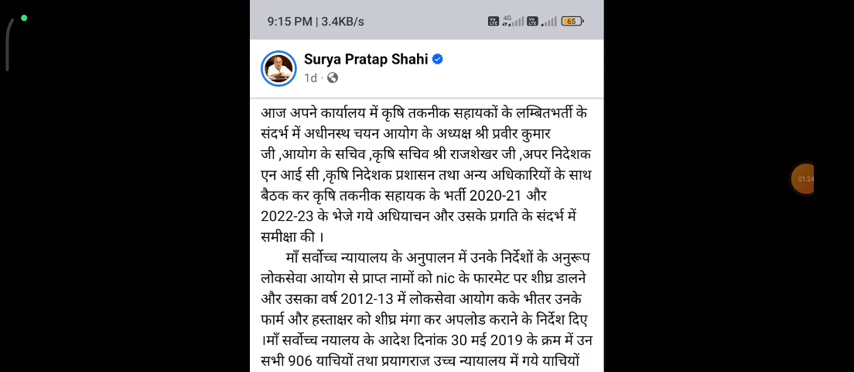 9:15 PM | 3.4KB/s
4G
65
Surya Pratap Shahi
1d ·
आज अपने कार्यालय में कृषि तकनीक सहायकों के लम्बितभर्ती के
संदर्भ में अधीनस्थ चयन आयोग के अध्यक्ष श्री प्रवीर कुमार
जी ,आयोग के सचिव ,कृषि सचिव श्री राजशेखर जी ,अपर निदेशक
एन आई सी ,कृषि निदेशक प्रशासन तथा अन्य अधिकारियों के साथ
बैठक कर कृषि तकनीक सहायक के भर्ती 2020-21 और
2022-23 के भेजे गये अधियाचन और उसके प्रगति के संदर्भ में
समीक्षा की ।
माँ सर्वोच्च न्यायालय के अनुपालन में उनके निर्देशों के अनुरूप
लोकसेवा आयोग से प्राप्त नामों को nic के फारमेट पर शीघ्र डालने
और उसका वर्ष 2012-13 में लोकसेवा आयोग कके भीतर उनके
फार्म और हस्ताक्षर को शीघ्र मंगा कर अपलोड कराने के निर्देश दिए
।माँ सर्वोच्च नयालय के आदेश दिनांक 30 मई 2019 के क्रम में उन
सभी 906 याचियों तथा प्रयागराज उच्च न्यायालय में गये याचियों
01:24